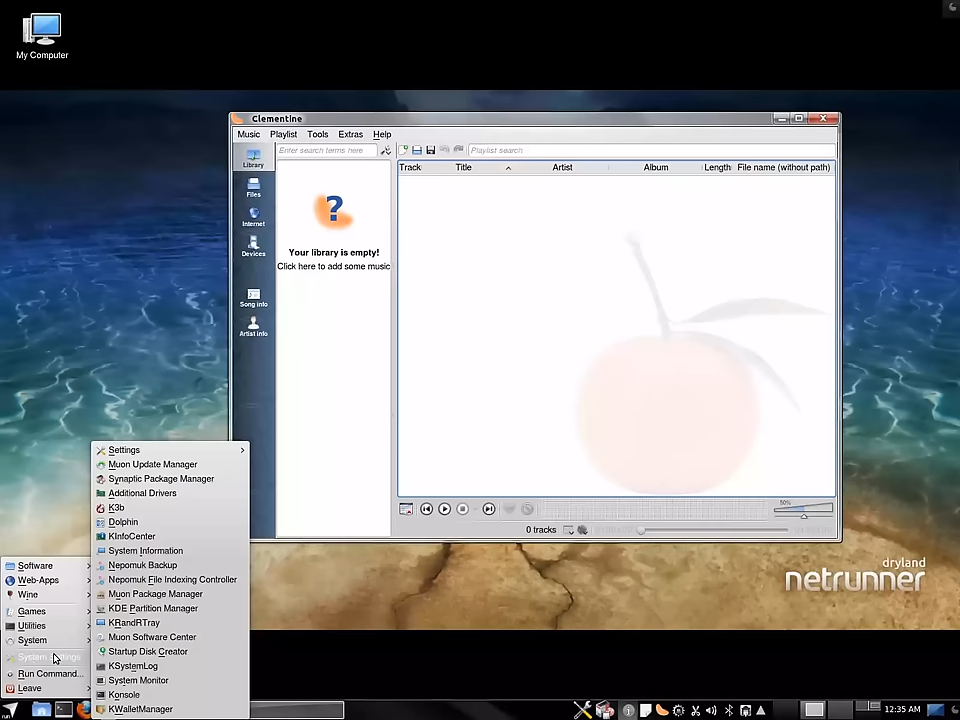 My Computer
Clementine
Music Playlist Tools Extras Help
Enter search terms here
Playlist search
Library
Files
Internet
Devices
Song info
Artist info
?
Your library is empty!
Click here to add some music
Track Title Artist Album Length File name (without path)
50%
0 tracks
dryland
netrunner
Settings
Muon Update Manager
Synaptic Package Manager
Additional Drivers
K3b
Dolphin
KInfoCenter
System Information
Nepomuk Backup
Nepomuk File Indexing Controller
Muon Package Manager
KDE Partition Manager
KRandRTray
Muon Software Center
Startup Disk Creator
KSystemLog
System Monitor
Konsole
KWalletManager
Software
Web-Apps
Wine
Games
Utilities
System
System Settings
Run Command...
Leave
run
12:35 AM